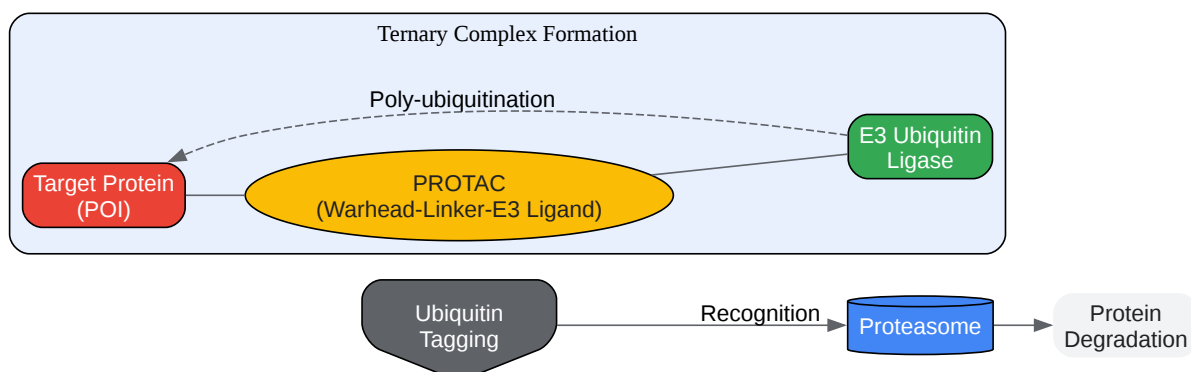 Ternary Complex Formation
Poly-ubiquitination
E3 Ubiquitin
Ligase
Target Protein
(POI)
PROTAC
(Warhead-Linker-E3 Ligand)
Ubiquitin
Tagging
Recognition
Proteasome
Protein
Degradation